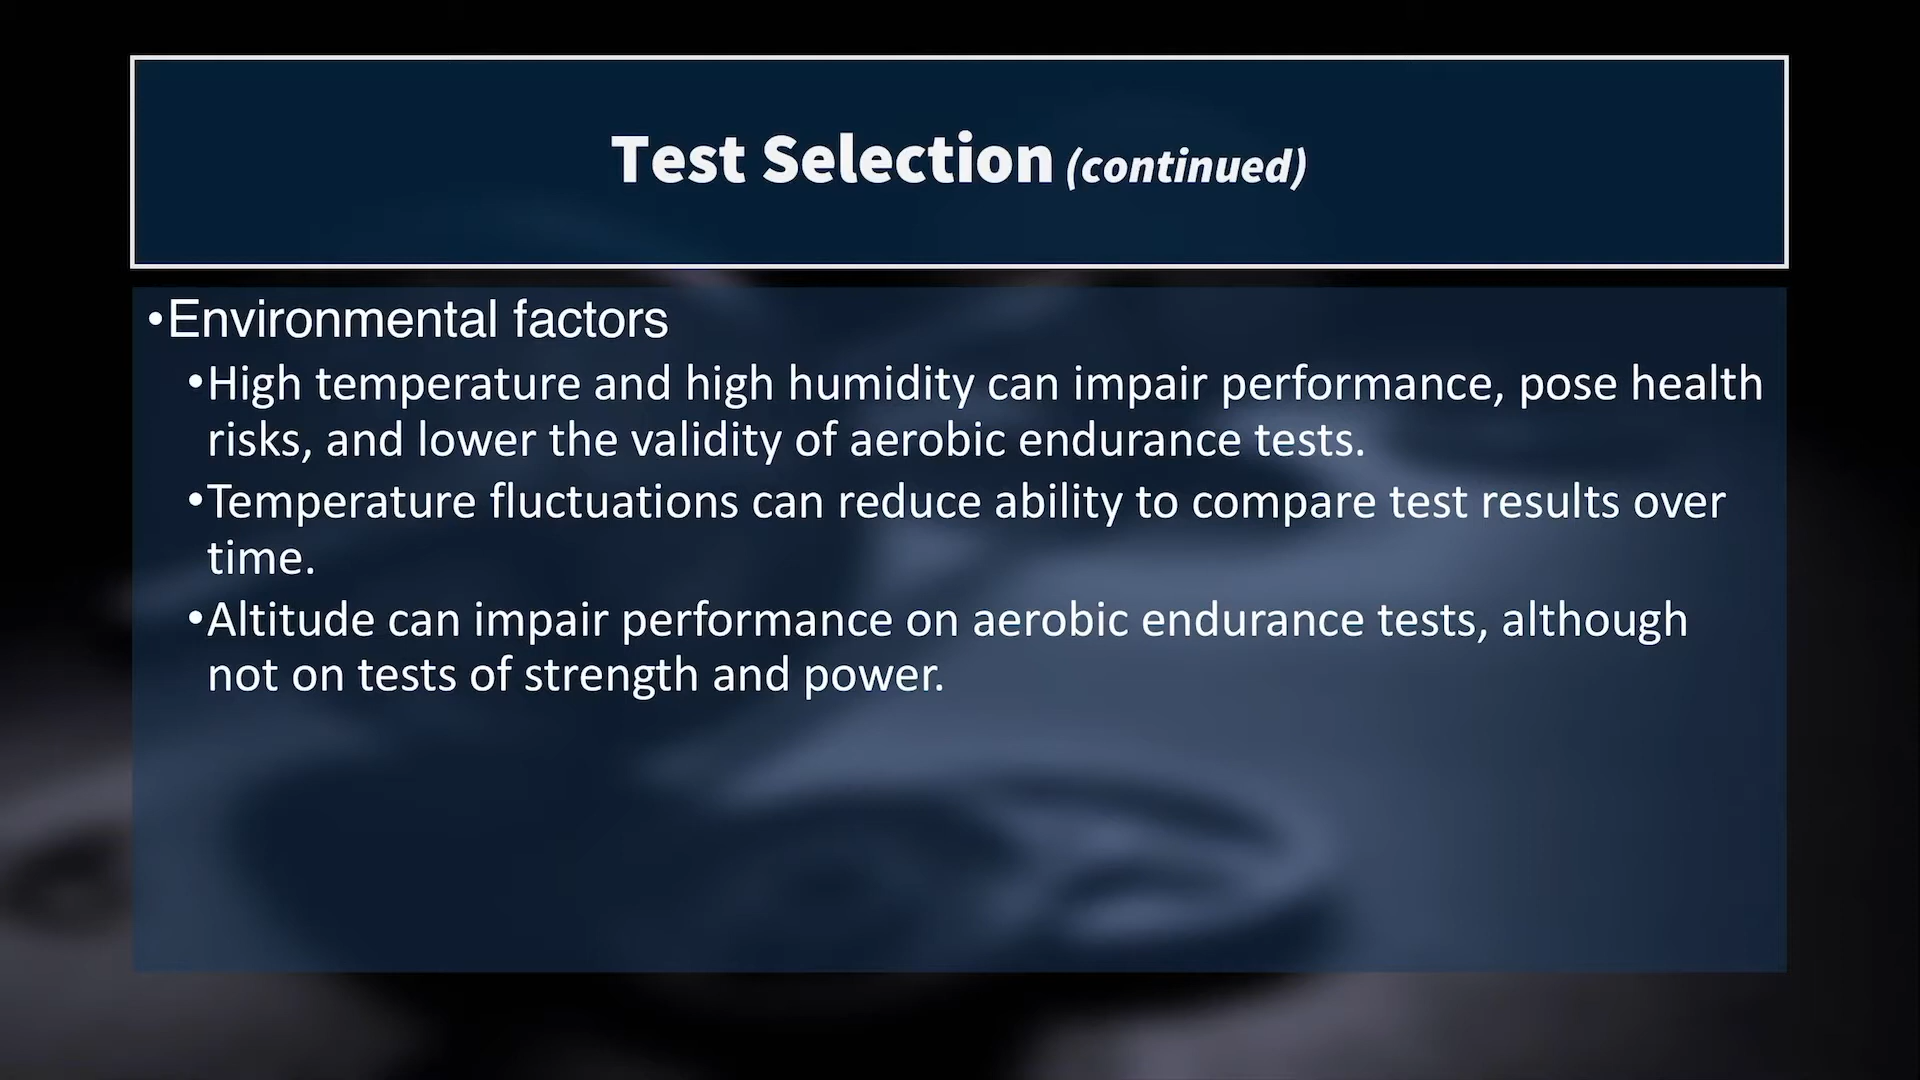 Test Selection (continued)
•Environmental factors
•High temperature and high humidity can impair performance, pose health
risks, and lower the validity of aerobic endurance tests.
•Temperature fluctuations can reduce ability to compare test results over
time.
•Altitude can impair performance on aerobic endurance tests, although
not on tests of strength and power.